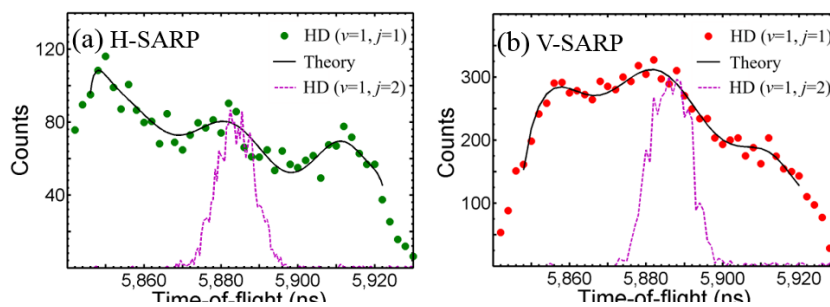 (a) H-SARP
HD (v=1, j=1)
Theory
HD (v=1, j=2)
120
80
40
Counts
5,860 5,880 5,900 5,920
Time-of-flight (ns)
(b) V-SARP
HD (v=1, j=1)
Theory
HD (v=1, j=2)
300
200
100
Counts
5,860 5,880 5,900 5,920
Time-of-flight (ns)